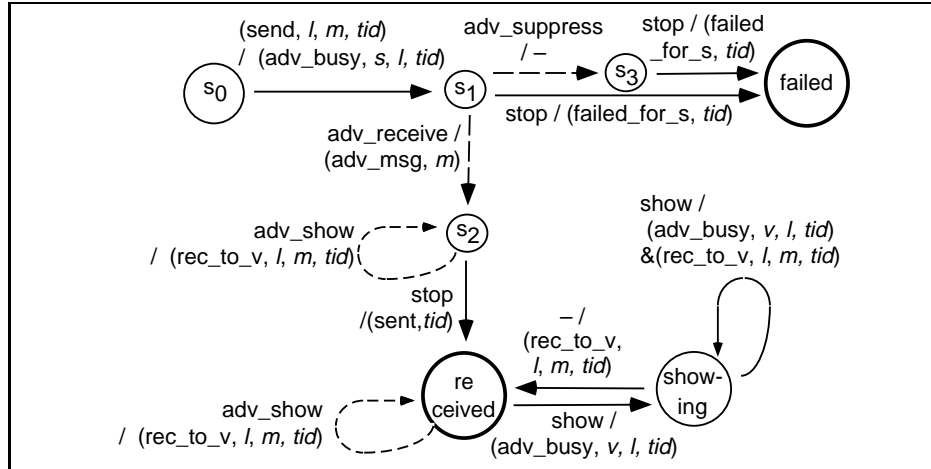 (send, l, m, tid)
/ (adv_busy, s, l, tid)
adv_suppress
/ –
stop / (failed
_for_s, tid)
s0
s1
s3
failed
stop / (failed_for_s, tid)
adv_receive /
(adv_msg, m)
s2
adv_show
/ (rec_to_v, l, m, tid)
show /
(adv_busy, v, l, tid)
&(rec_to_v, l, m, tid)
stop
/(sent,tid)
– /
(rec_to_v,
l, m, tid)
re
ceived
show-
ing
adv_show
/ (rec_to_v, l, m, tid)
show /
(adv_busy, v, l, tid)